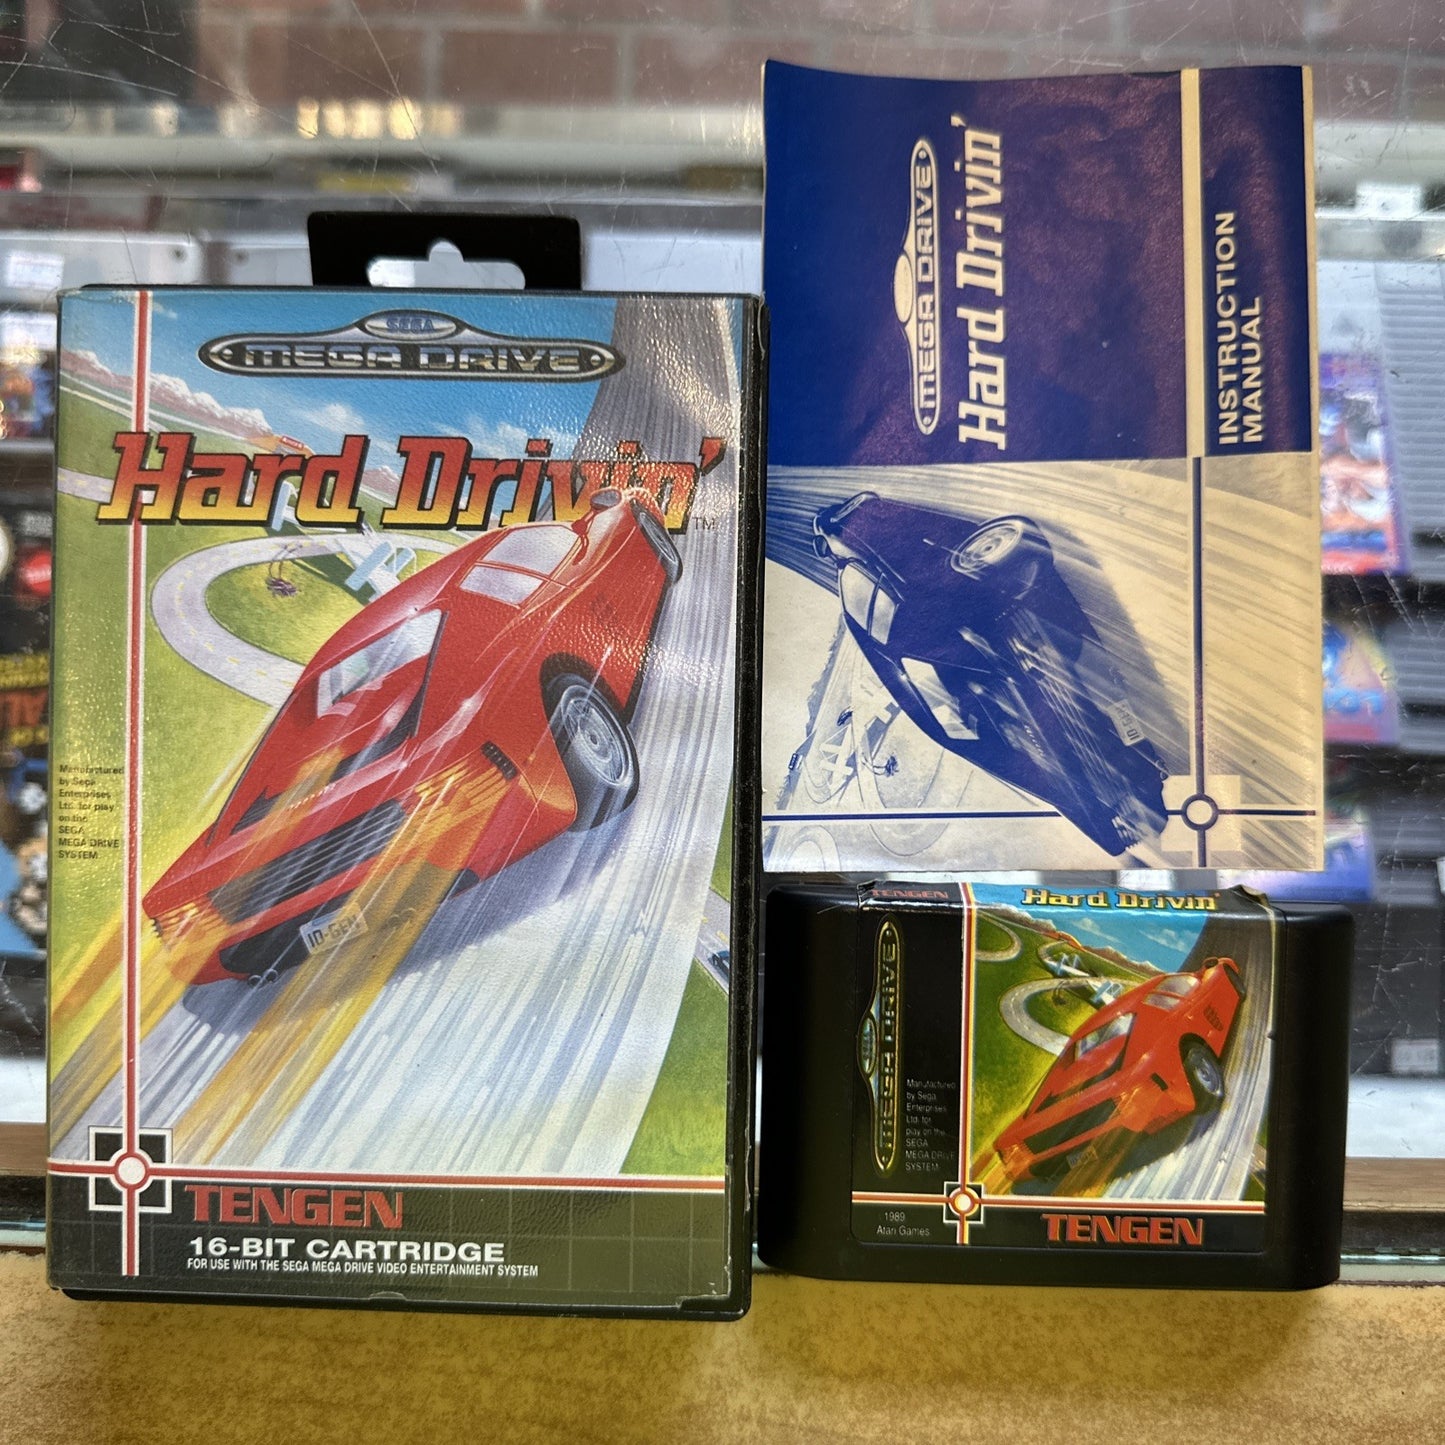 SEGA
MEGA DRIVE
Hard Drivin'
TM
Manufactured
by Sega
Enterprises
Ltd. for play
on the
SEGA
MEGA DRIVE
SYSTEM
TENGEN
16-BIT CARTRIDGE
FOR USE WITH THE SEGA MEGA DRIVE VIDEO ENTERTAINMENT SYSTEM
MEGA DRIVE
Hard Drivin'
INSTRUCTION
MANUAL
TENGEN
Hard Drivin'
MEGA DRIVE
Manufactured
by Sega
Enterprises
Ltd. for
play on the
SEGA
MEGA DRIVE
SYSTEM
1989
Atari Games
TENGEN